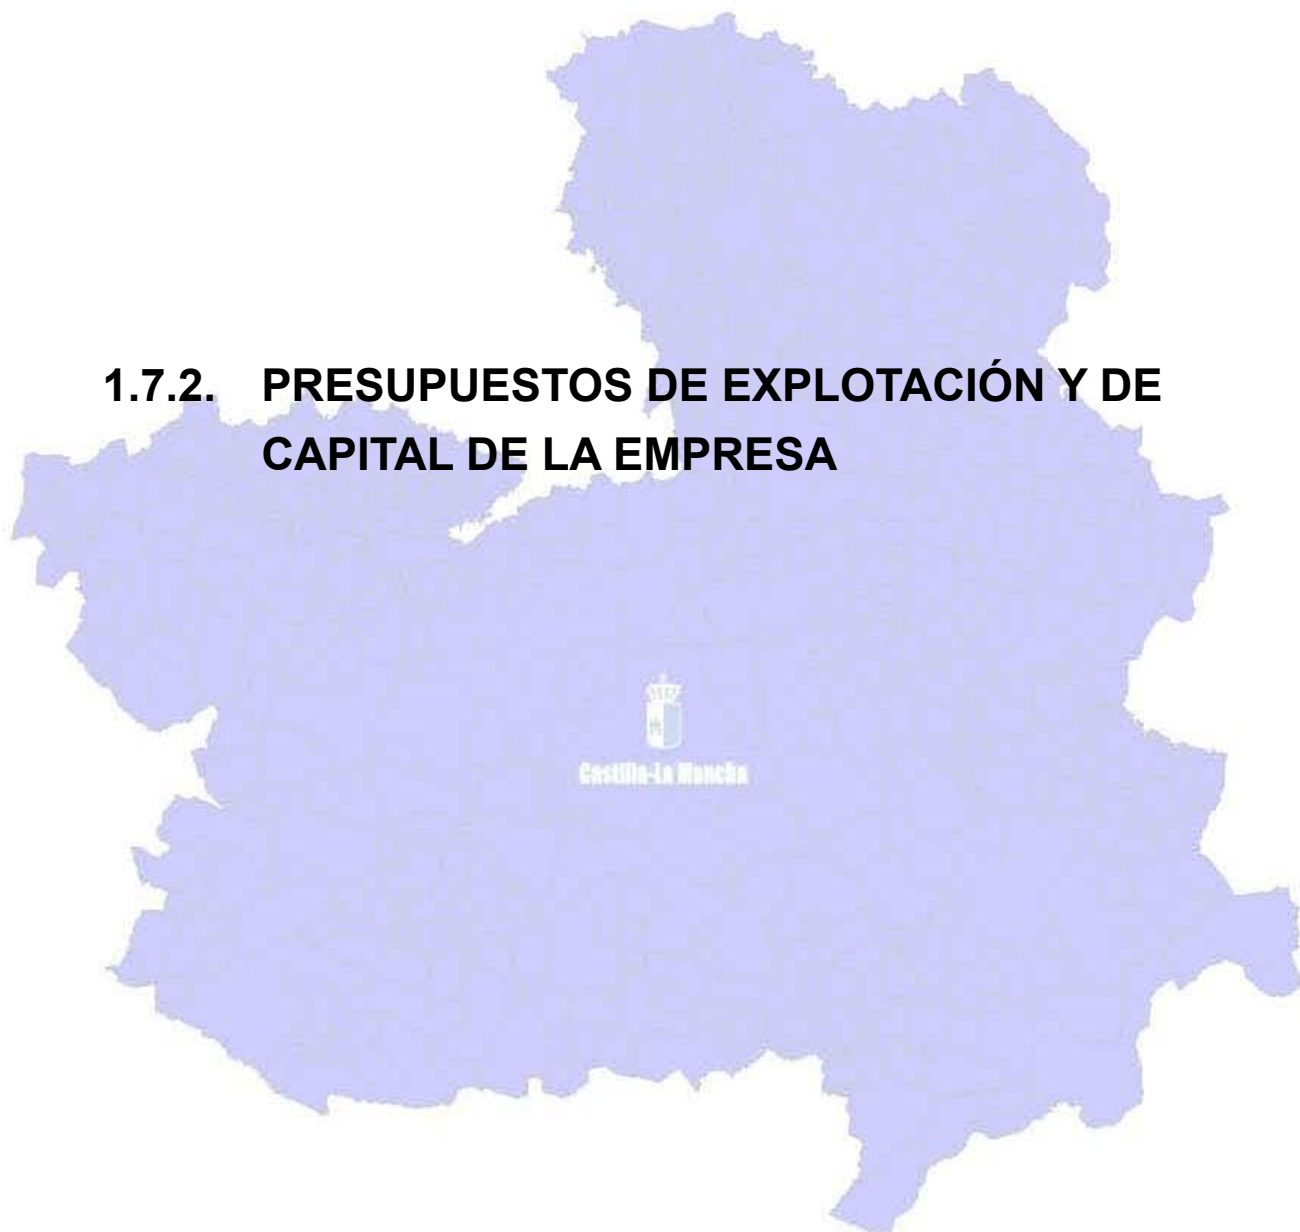 1.7.2. PRESUPUESTOS DE EXPLOTACIÓN Y DE
CAPITAL DE LA EMPRESA
Castilla-La Mancha